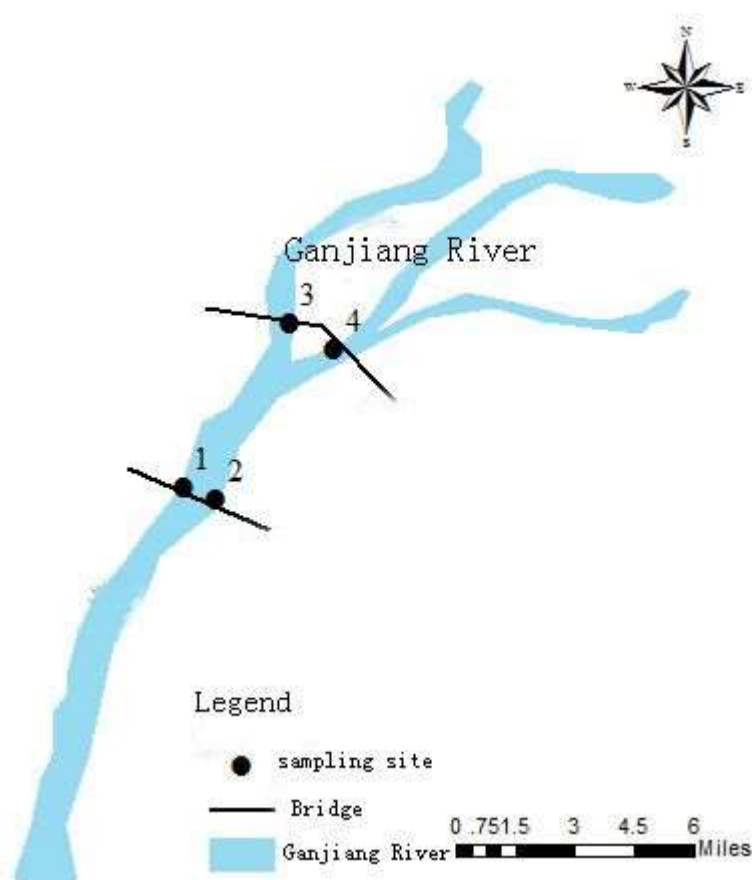 N
W E
S
Ganjiang River
3
4
1
2
Legend
sampling site
Bridge
Ganjiang River
0 .751.5 3 4.5 6
Miles